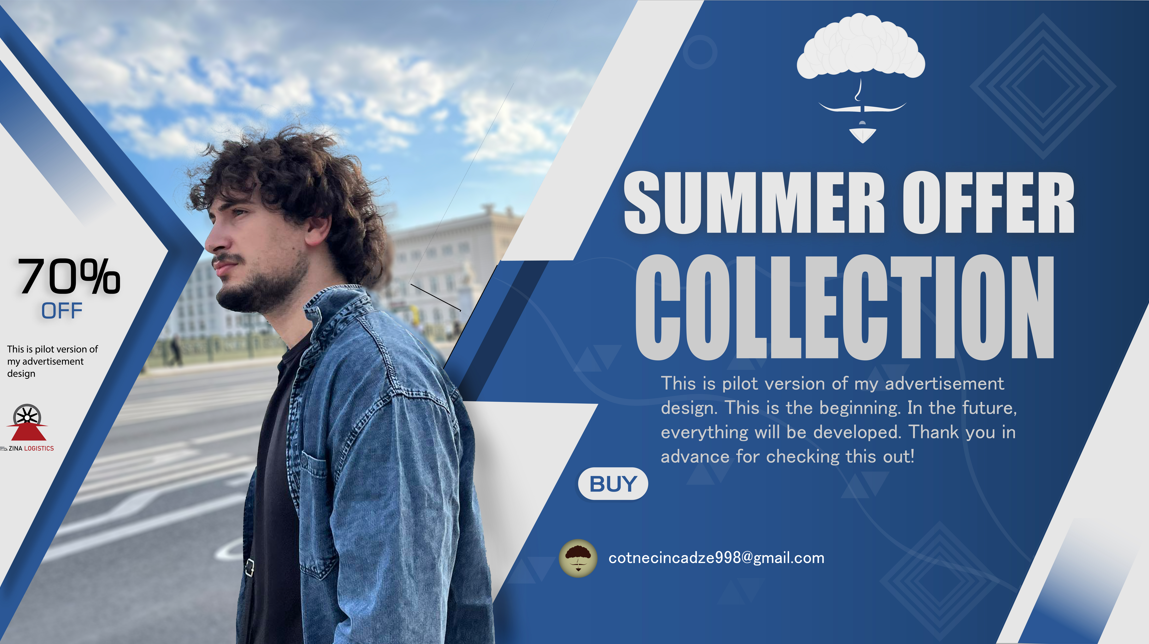 70%
OFF
This is pilot version of
my advertisement
design
ZINA LOGISTICS
SUMMER OFFER
COLLECTION
This is pilot version of my advertisement
design. This is the beginning. In the future,
everything will be developed. Thank you in
advance for checking this out!
BUY
cotnecincadze998@gmail.com